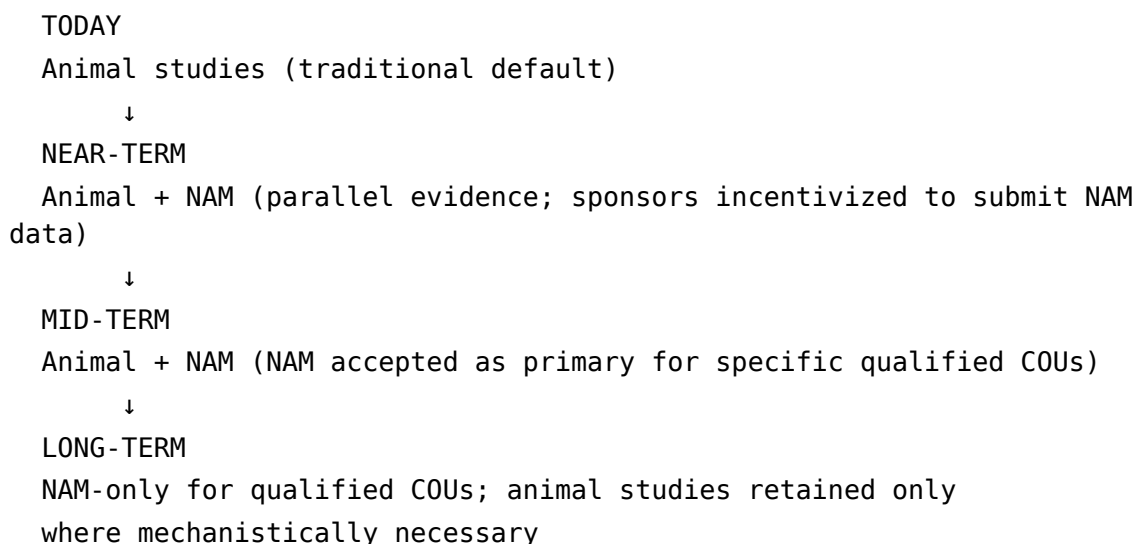 TODAY
Animal studies (traditional default)
↓
NEAR-TERM
Animal + NAM (parallel evidence; sponsors incentivized to submit NAM
data)
↓
MID-TERM
Animal + NAM (NAM accepted as primary for specific qualified COUs)
↓
LONG-TERM
NAM-only for qualified COUs; animal studies retained only
where mechanistically necessary